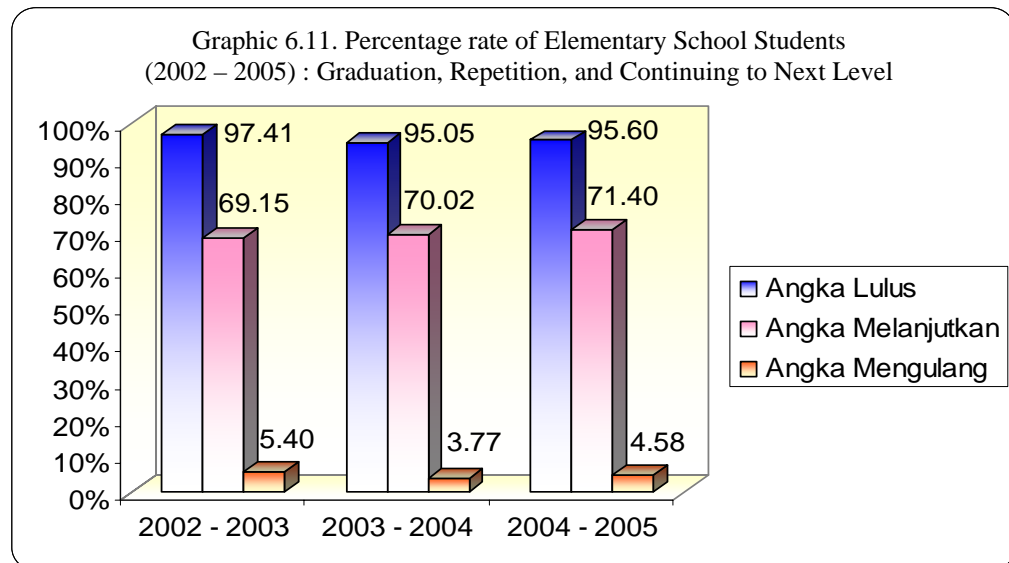 Graphic 6.11. Percentage rate of Elementary School Students
(2002 – 2005) : Graduation, Repetition, and Continuing to Next Level
100%
90%
80%
70%
60%
50%
40%
30%
20%
10%
0%
97.41
69.15
5.40
95.05
70.02
3.77
95.60
71.40
4.58
2002 - 2003
2003 - 2004
2004 - 2005
Angka Lulus
Angka Melanjutkan
Angka Mengulang